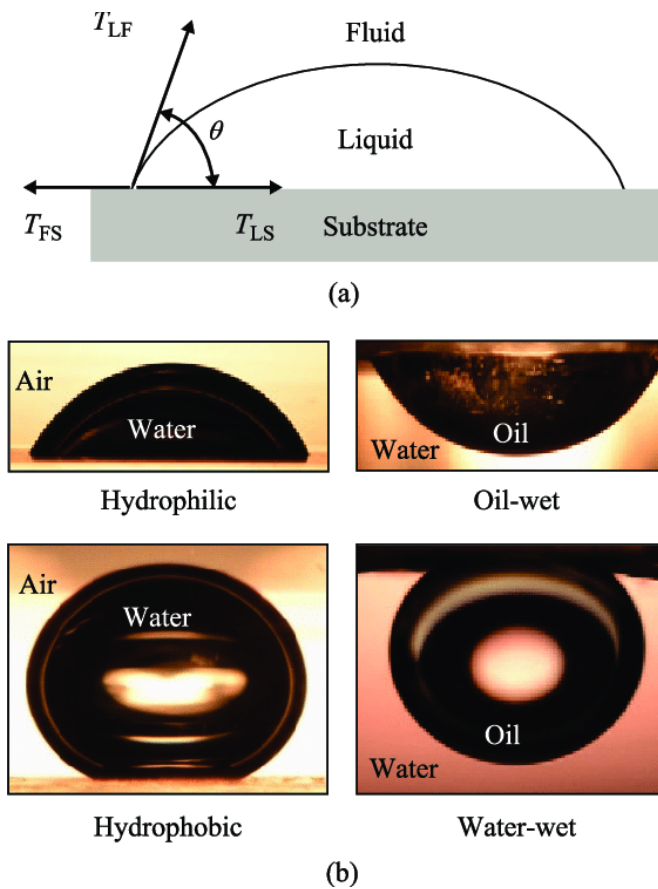 T_LF
Fluid
θ
Liquid
T_FS
T_LS
Substrate
(a)
Air
Water
Hydrophilic
Water
Oil
Oil-wet
Air
Water
Hydrophobic
Oil
Water
Water-wet
(b)